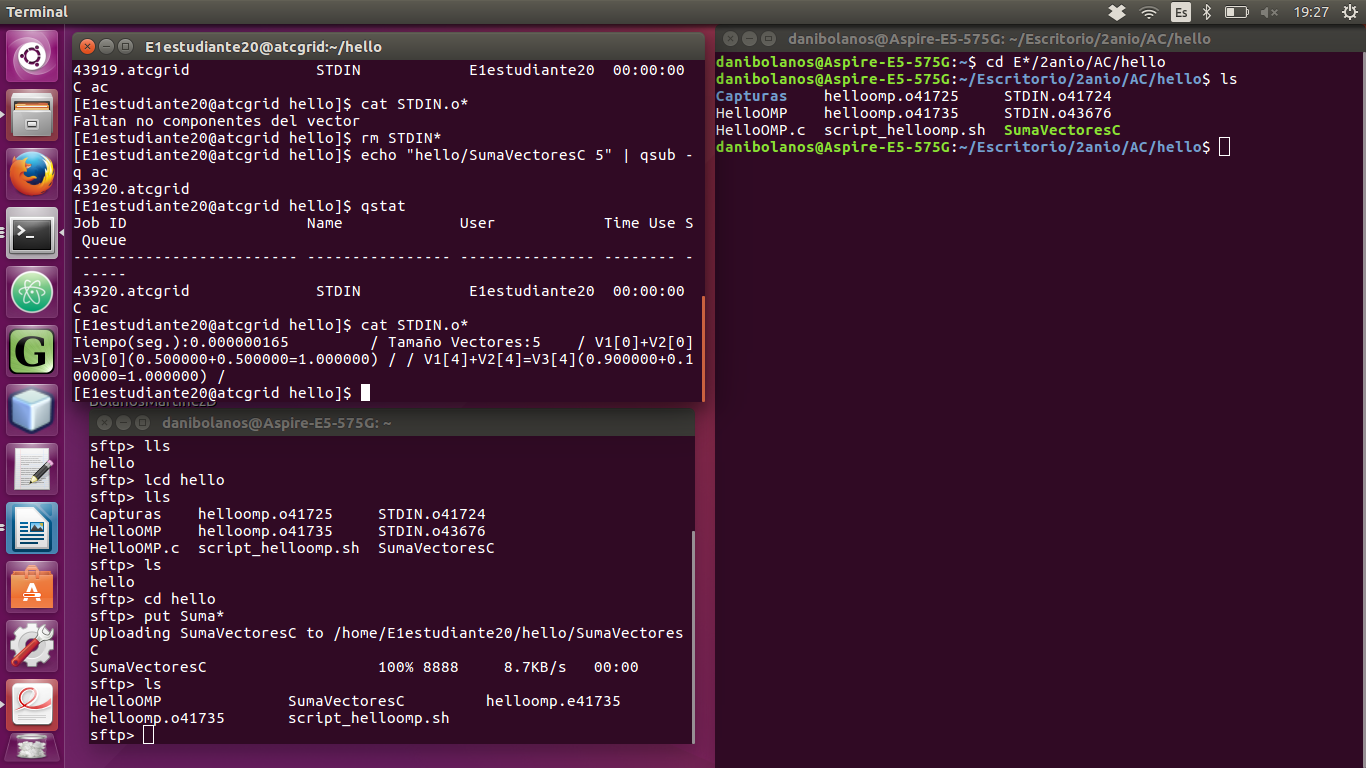 Terminal
Es
19:27
E1estudiante20@atcgrid:~/hello
43919.atcgrid              STDIN            E1estudiante20  00:00:00
C ac
[E1estudiante20@atcgrid hello]$ cat STDIN.o*
Faltan no componentes del vector
[E1estudiante20@atcgrid hello]$ rm STDIN*
[E1estudiante20@atcgrid hello]$ echo "hello/SumaVectoresC 5" | qsub -
q ac
43920.atcgrid
[E1estudiante20@atcgrid hello]$ qstat
Job ID                    Name             User            Time Use S
 Queue
------------------------- ---------------- --------------- -------- -
 -----
43920.atcgrid              STDIN            E1estudiante20  00:00:00
C ac
[E1estudiante20@atcgrid hello]$ cat STDIN.o*
Tiempo(seg.):0.000000165         / Tamaño Vectores:5    / V1[0]+V2[0]
=V3[0](0.500000+0.500000=1.000000) / / V1[4]+V2[4]=V3[4](0.900000+0.1
00000=1.000000) /
[E1estudiante20@atcgrid hello]$
danibolanos@Aspire-E5-575G: ~
sftp> lls
hello
sftp> lcd hello
sftp> lls
Capturas    helloomp.o41725     STDIN.o41724
HelloOMP    helloomp.o41735     STDIN.o43676
HelloOMP.c  script_helloomp.sh  SumaVectoresC
sftp> ls
hello
sftp> cd hello
sftp> put Suma*
Uploading SumaVectoresC to /home/E1estudiante20/hello/SumaVectores
C
SumaVectoresC                   100% 8888     8.7KB/s   00:00
sftp> ls
HelloOMP              SumaVectoresC         helloomp.e41735
helloomp.o41735       script_helloomp.sh
sftp>
danibolanos@Aspire-E5-575G: ~/Escritorio/2anio/AC/hello
danibolanos@Aspire-E5-575G:~$ cd E*/2anio/AC/hello
danibolanos@Aspire-E5-575G:~/Escritorio/2anio/AC/hello$ ls
Capturas    helloomp.o41725     STDIN.o41724
HelloOMP    helloomp.o41735     STDIN.o43676
HelloOMP.c  script_helloomp.sh  SumaVectoresC
danibolanos@Aspire-E5-575G:~/Escritorio/2anio/AC/hello$